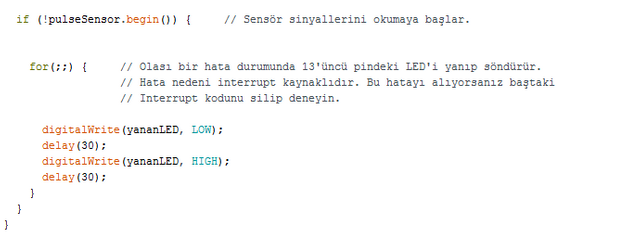 if (!pulseSensor.begin()) {     // Sensör sinyallerini okumaya başlar.
for(;;) {     // Olası bir hata durumunda 13'üncü pindeki LED'i yanıp söndürür.
// Hata nedeni interrupt kaynaklıdır. Bu hatayı alıyorsanız baştaki
// Interrupt kodunu silip deneyin.
digitalWrite(yananLED, LOW);
delay(30);
digitalWrite(yananLED, HIGH);
delay(30);
}
}
}